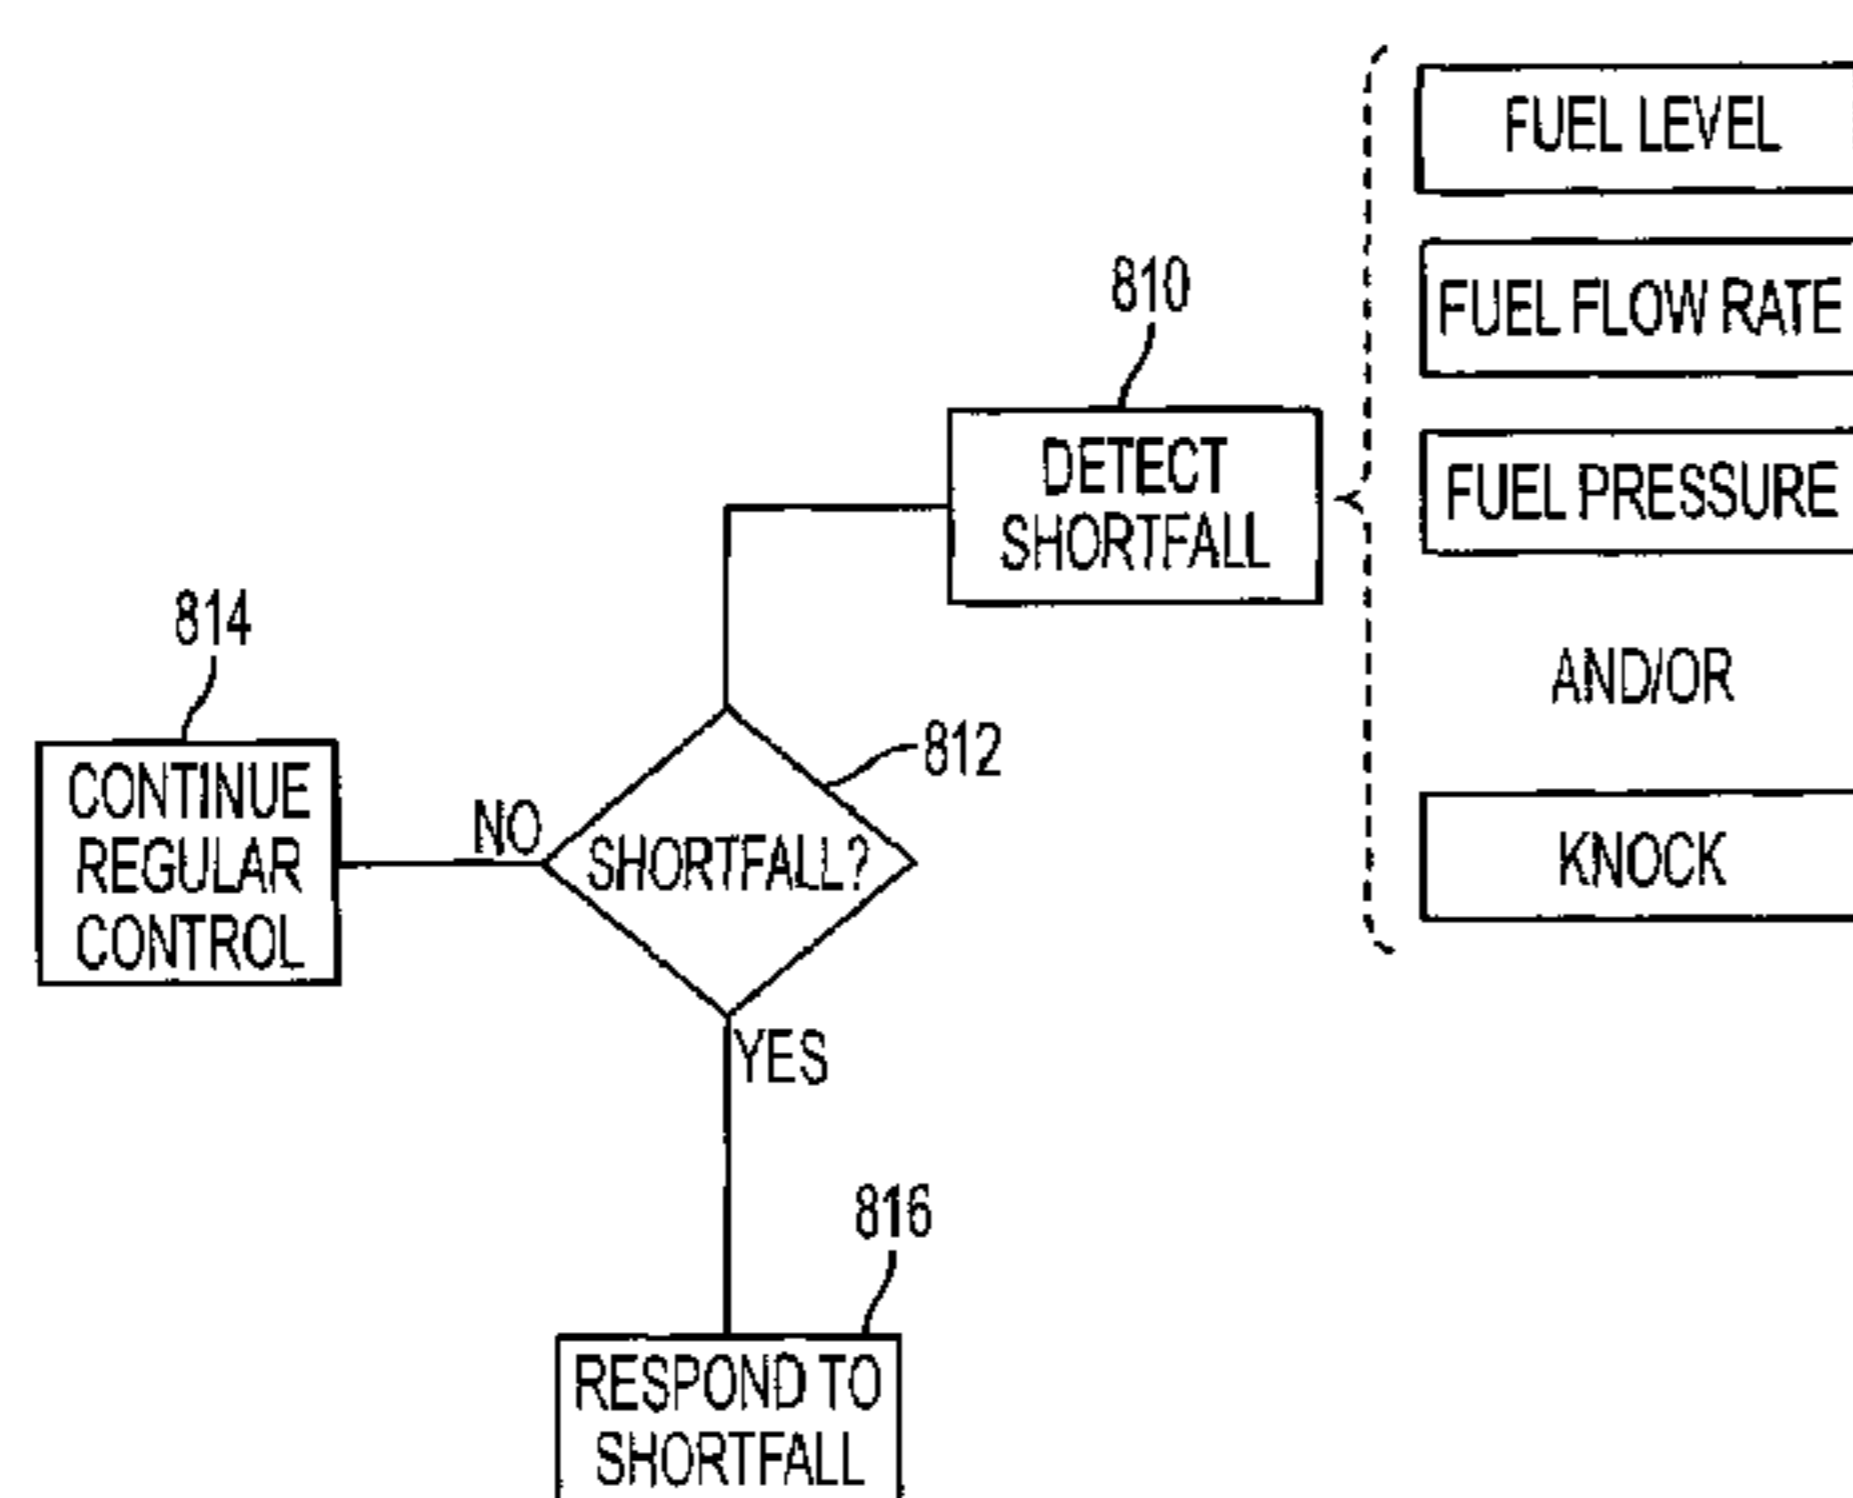 FUEL LEVEL
FUEL FLOW RATE
810
DETECT
SHORTFALL
FUEL PRESSURE
AND/OR
KNOCK
814
CONTINUE
REGULAR
CONTROL
NO
812
SHORTFALL?
YES
816
RESPOND TO
SHORTFALL